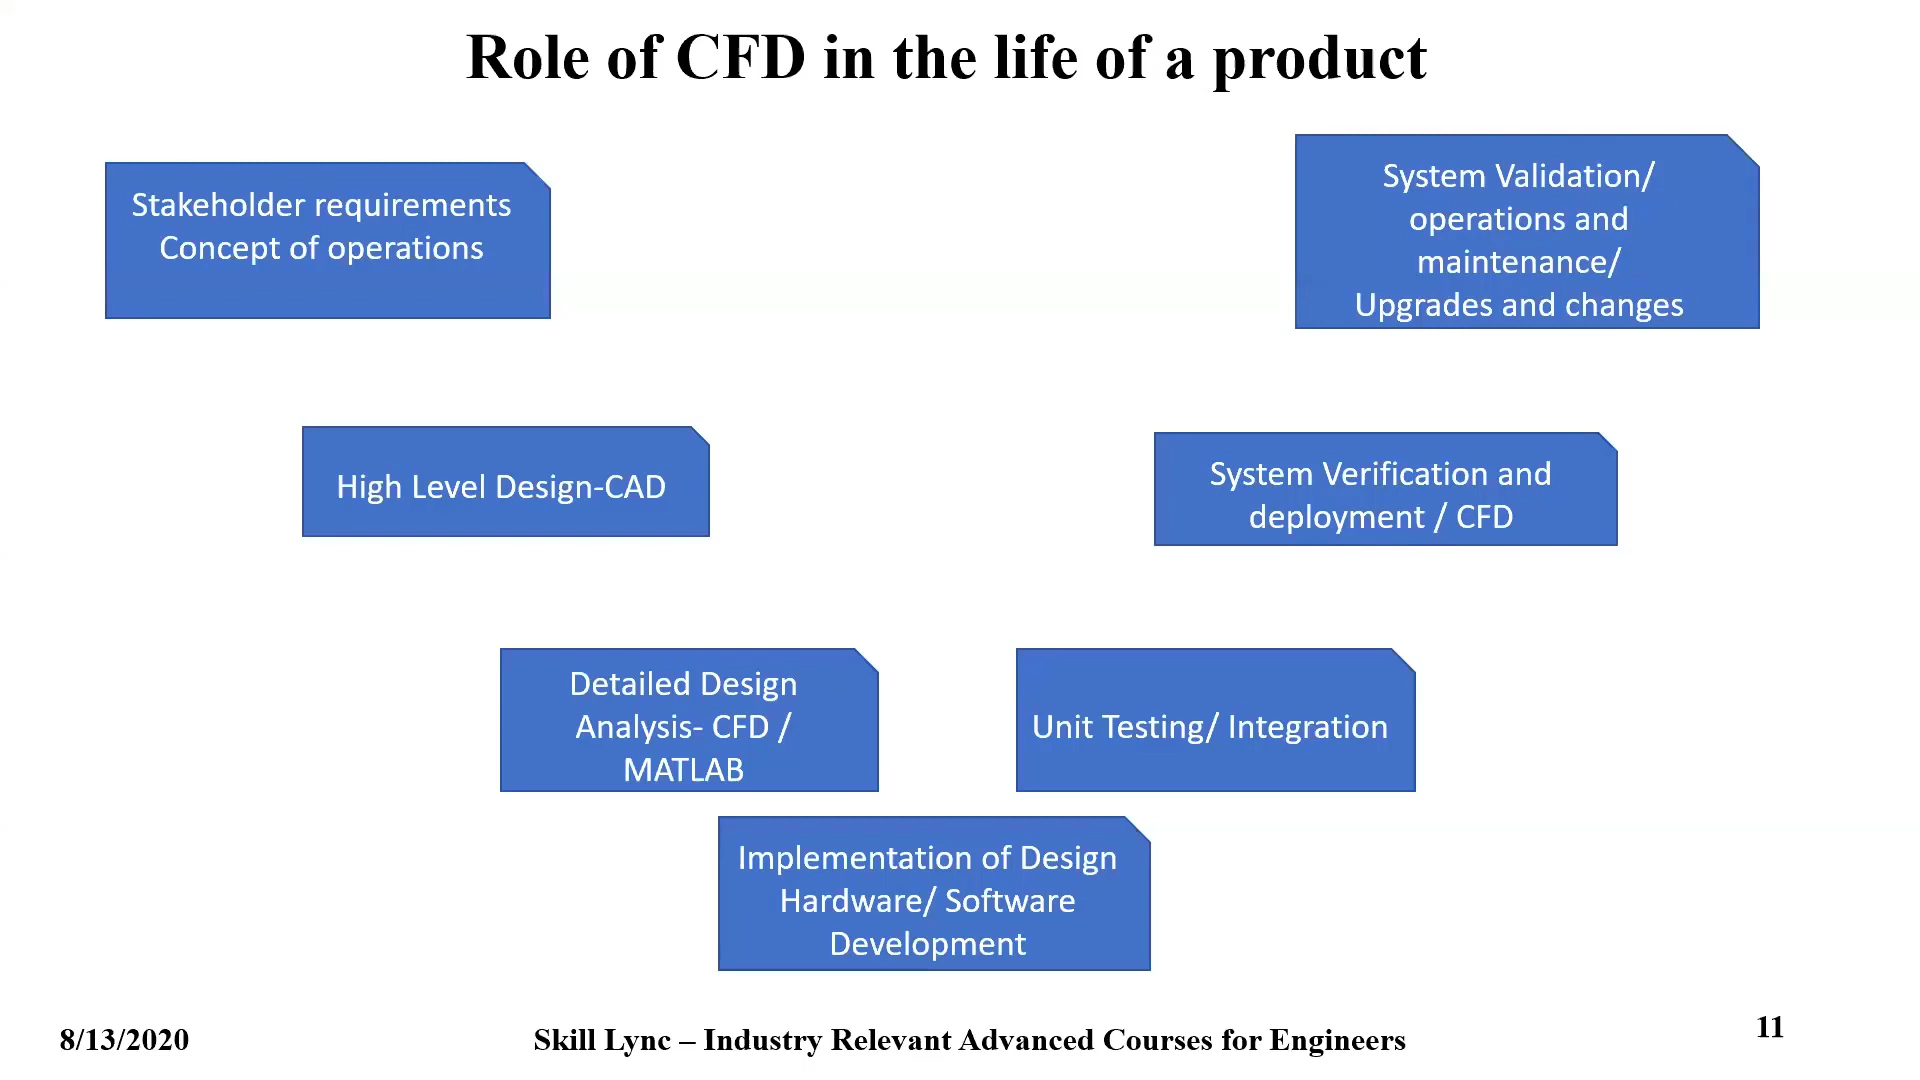 Role of CFD in the life of a product
Stakeholder requirements
Concept of operations
System Validation/
operations and
maintenance/
Upgrades and changes
High Level Design-CAD
System Verification and
deployment / CFD
Detailed Design
Analysis- CFD /
MATLAB
Unit Testing/ Integration
Implementation of Design
Hardware/ Software
Development
8/13/2020
Skill Lync – Industry Relevant Advanced Courses for Engineers
11